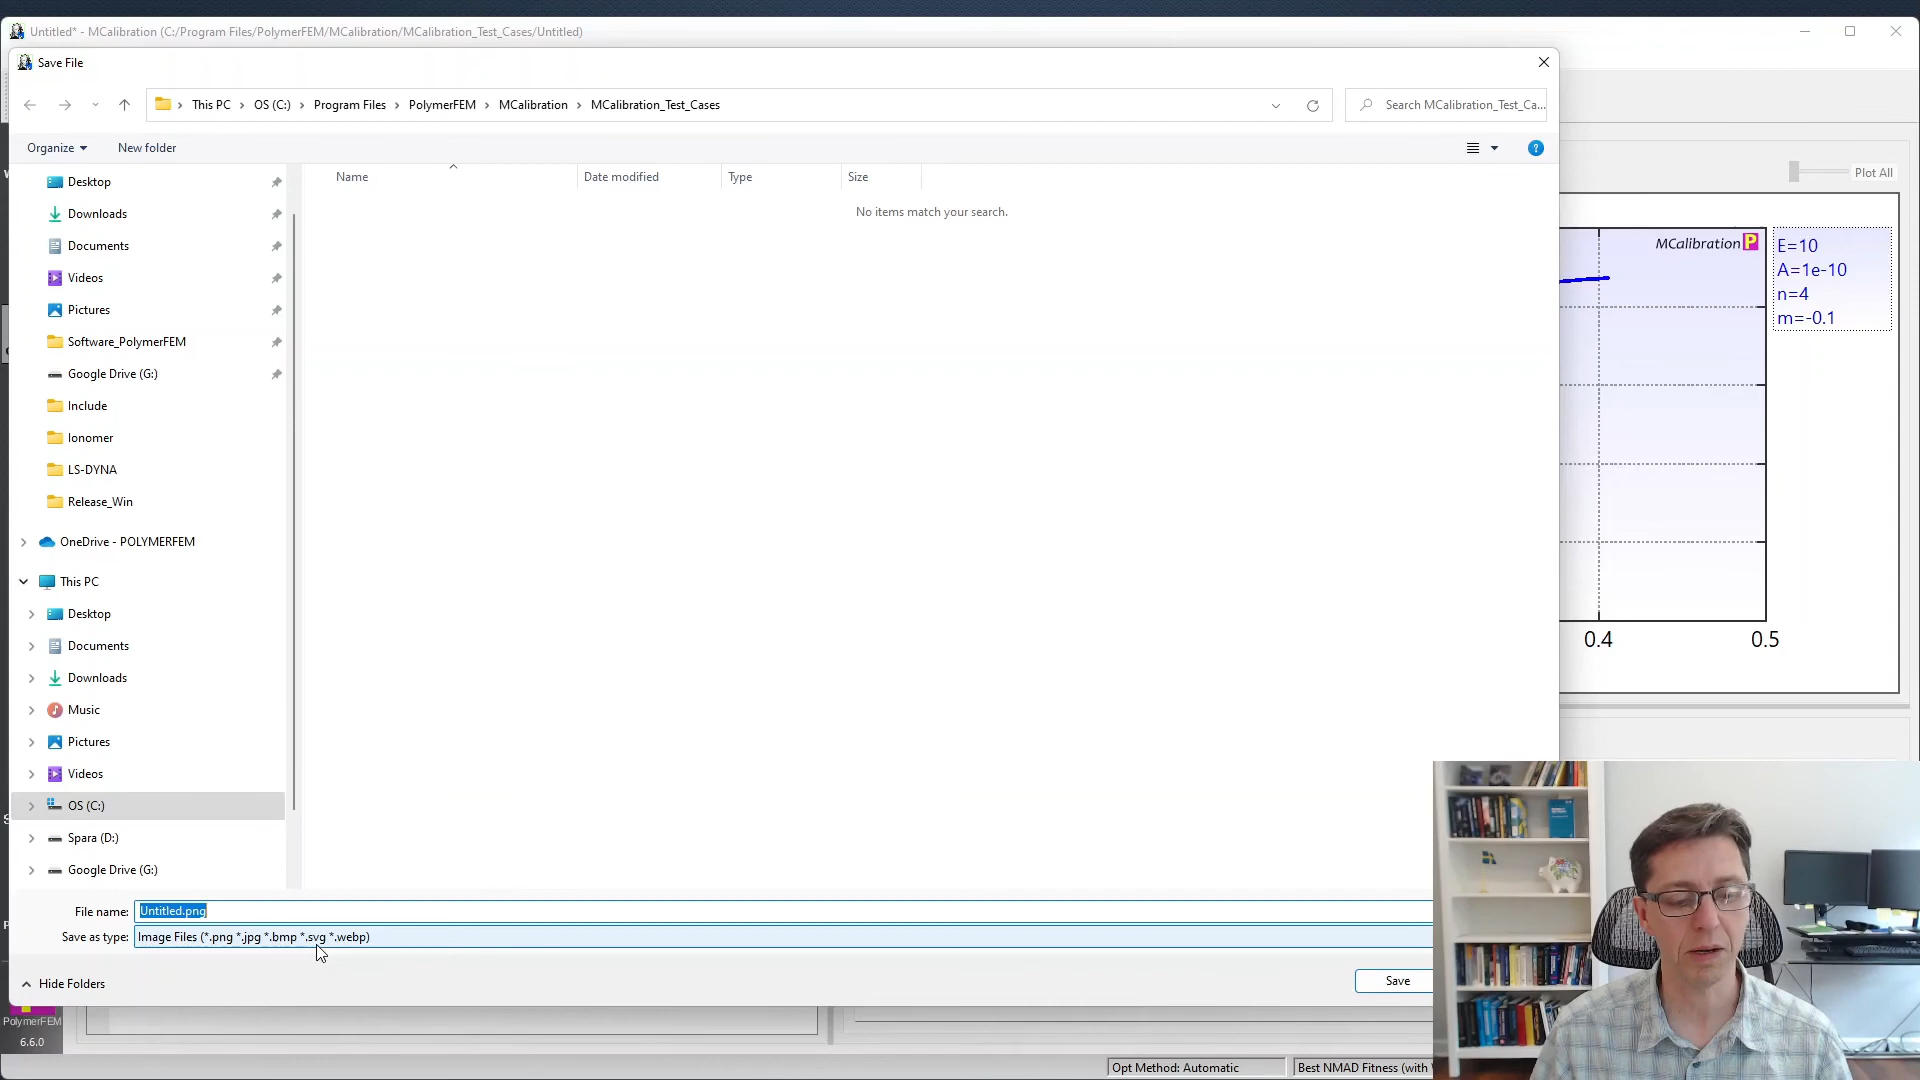 Untitled* - MCalibration (C:/Program Files/PolymerFEM/MCalibration/MCalibration_Test_Cases/Untitled)
Save File
This PC > OS (C:) > Program Files > PolymerFEM > MCalibration > MCalibration_Test_Cases
Search MCalibration_Test_Ca...
Organize
New folder
Name
Date modified
Type
Size
No items match your search.
Desktop
Downloads
Documents
Videos
Pictures
Software_PolymerFEM
Google Drive (G:)
Include
Ionomer
LS-DYNA
Release_Win
OneDrive - POLYMERFEM
This PC
Desktop
Documents
Downloads
Music
Pictures
Videos
OS (C:)
Spara (D:)
Google Drive (G:)
File name: Untitled.png
Save as type: Image Files (*.png *.jpg *.bmp *.svg *.webp)
Hide Folders
Save
Plot All
MCalibration P
E=10
A=1e-10
n=4
m=-0.1
0.4
0.5
PolymerFEM
6.6.0
Opt Method: Automatic
Best NMAD Fitness (with